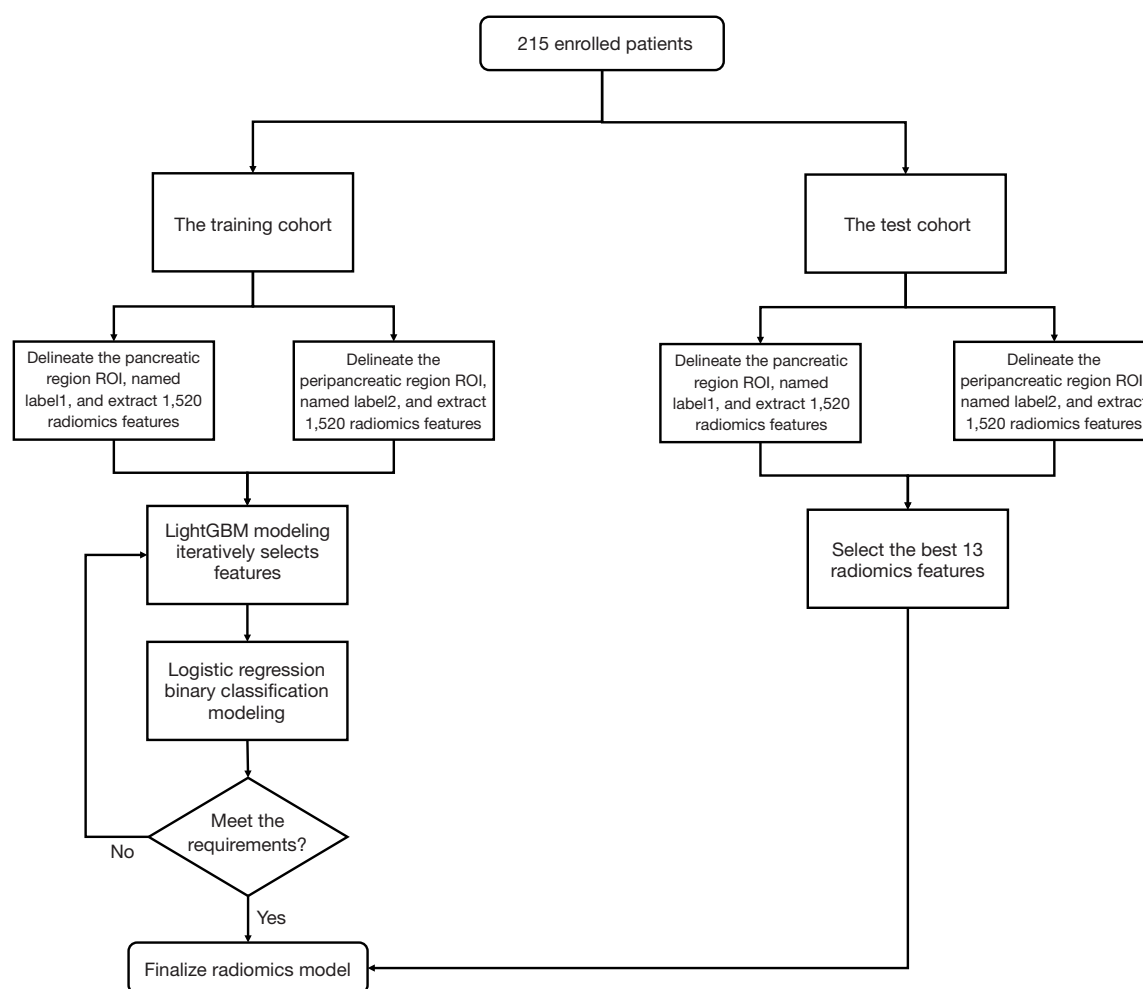 215 enrolled patients
The training cohort
The test cohort
Delineate the pancreatic
region ROI, named
label1, and extract 1,520
radiomics features
Delineate the
peripancreatic region ROI,
named label2, and extract
1,520 radiomics features
Delineate the pancreatic
region ROI, named
label1, and extract 1,520
radiomics features
Delineate the
peripancreatic region ROI,
named label2, and extract
1,520 radiomics features
LightGBM modeling
iteratively selects
features
Select the best 13
radiomics features
Logistic regression
binary classification
modeling
Meet the
requirements?
No
Yes
Finalize radiomics model